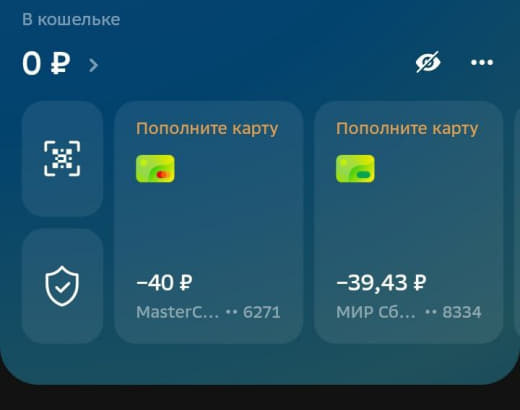 В кошельке
0 ₽
Пополните карту
Пополните карту
–40 ₽
–39,43 ₽
MasterC... •• 6271
МИР Сб... •• 8334